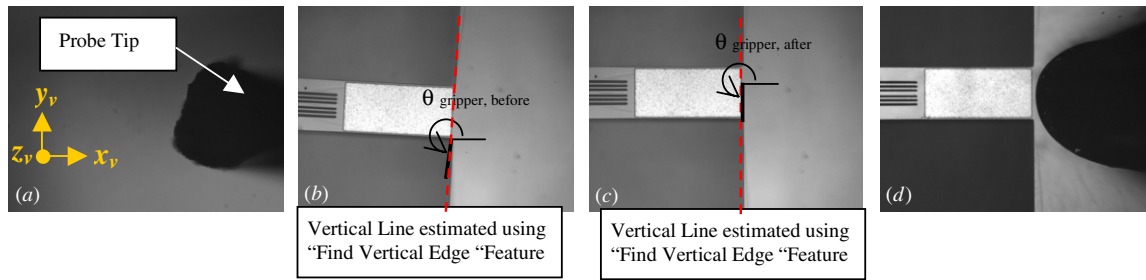 Probe Tip
y_v
z_v
x_v
(a)
θ gripper, before
(b)
Vertical Line estimated using
“Find Vertical Edge “Feature
θ gripper, after
(c)
Vertical Line estimated using
“Find Vertical Edge “Feature
(d)